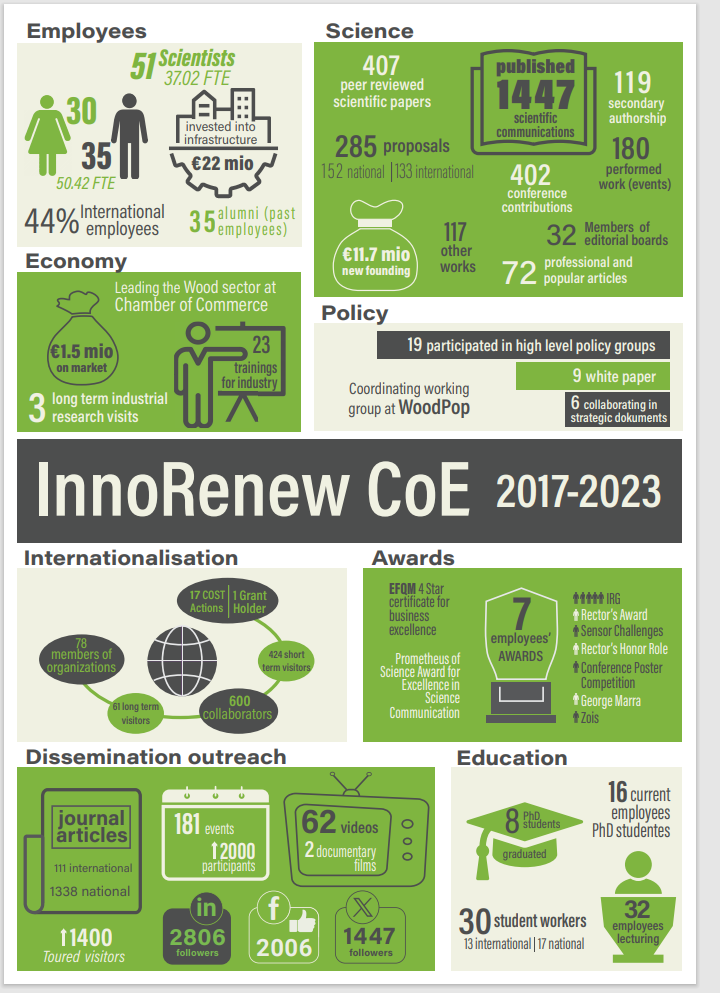 Employees
51 Scientists
37.02 FTE
30
35
50.42 FTE
invested into
infrastructure
€22 mio
44% International
employees
35 alumni (past
employees)
Science
407
peer reviewed
scientific papers
published
1447
scientific
communications
119
secondary
authorship
285 proposals
152 national | 133 international
402
conference
contributions
180
performed
work (events)
€11.7 mio
new founding
117
other
works
32 Members of
editorial boards
72 professional and
popular articles
Economy
Leading the Wood sector at
Chamber of Commerce
€1.5 mio
on market
23
trainings
for industry
3 long term industrial
research visits
Policy
19 participated in high level policy groups
9 white paper
6 collaborating in
strategic dokuments
Coordinating working
group at WoodPop
InnoRenew CoE 2017-2023
Internationalisation
17 COST | 1 Grant
Actions | Holder
78
members of
organizations
424 short
term visitors
61 long term
visitors
600
collaborators
Awards
EFQM 4 Star
certificate for
business
excellence
Prometheus of
Science Award for
Excellence in
Science
Communication
7
employees'
AWARDS
IRG
Rector's Award
Sensor Challenges
Rector's Honor Role
Conference Poster
Competition
George Marra
Zois
Dissemination outreach
journal
articles
111 international
1338 national
↑1400
Toured visitors
181 events
↑2000
participants
62 videos
2 documentary
films
in
2806
followers
f
2006
X
1447
followers
Education
8 PhD
students
graduated
16 current
employees
PhD studentes
30 student workers
13 international | 17 national
32
employees
lecturing